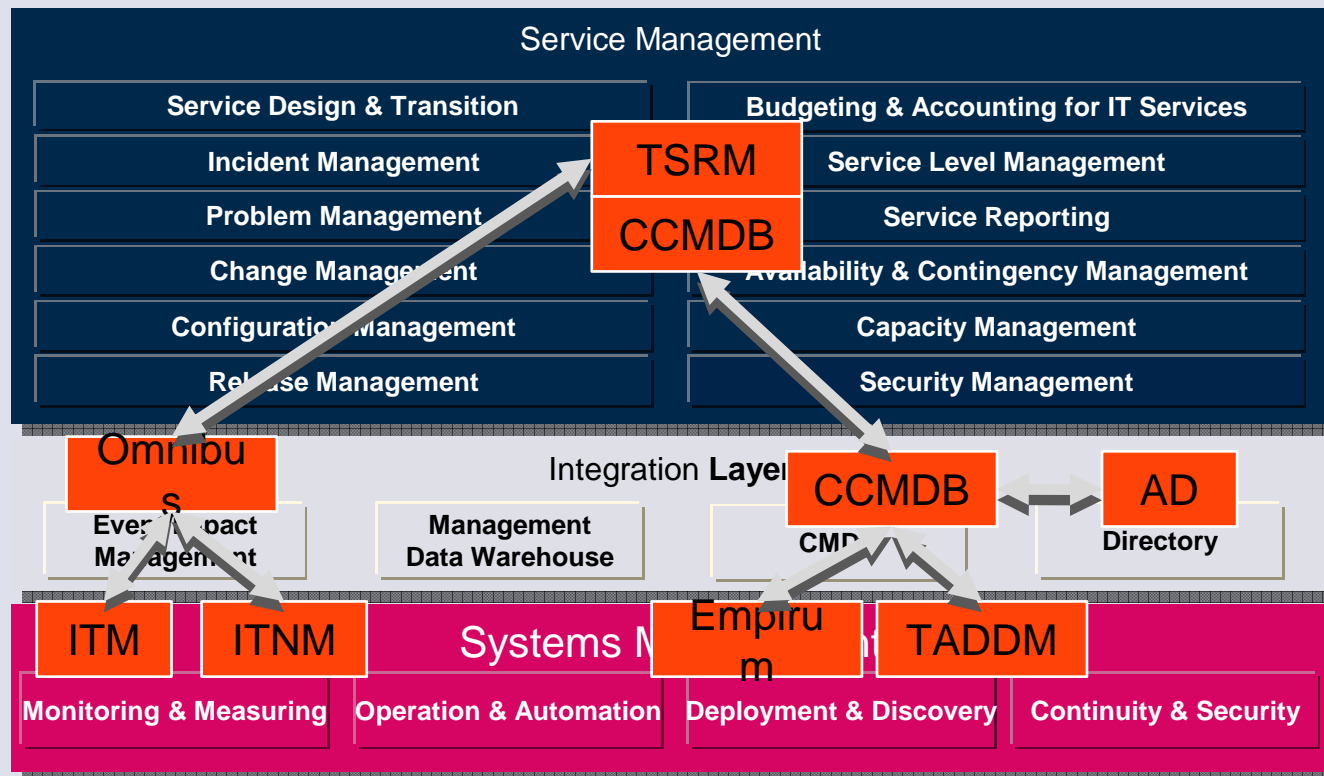 Service Management
Service Design & Transition
Budgeting & Accounting for IT Services
Incident Management
TSRM
Service Level Management
Problem Management
CCMDB
Service Reporting
Change Management
Availability & Contingency Management
Configuration Management
Capacity Management
Release Management
Security Management
Omnibu
s
Integration Layer
CCMDB
AD
Management
Data Warehouse
Management
Directory
ITM
ITNM
Systems
Empiru
m
TADDM
Monitoring & Measuring
Operation & Automation
Deployment & Discovery
Continuity & Security